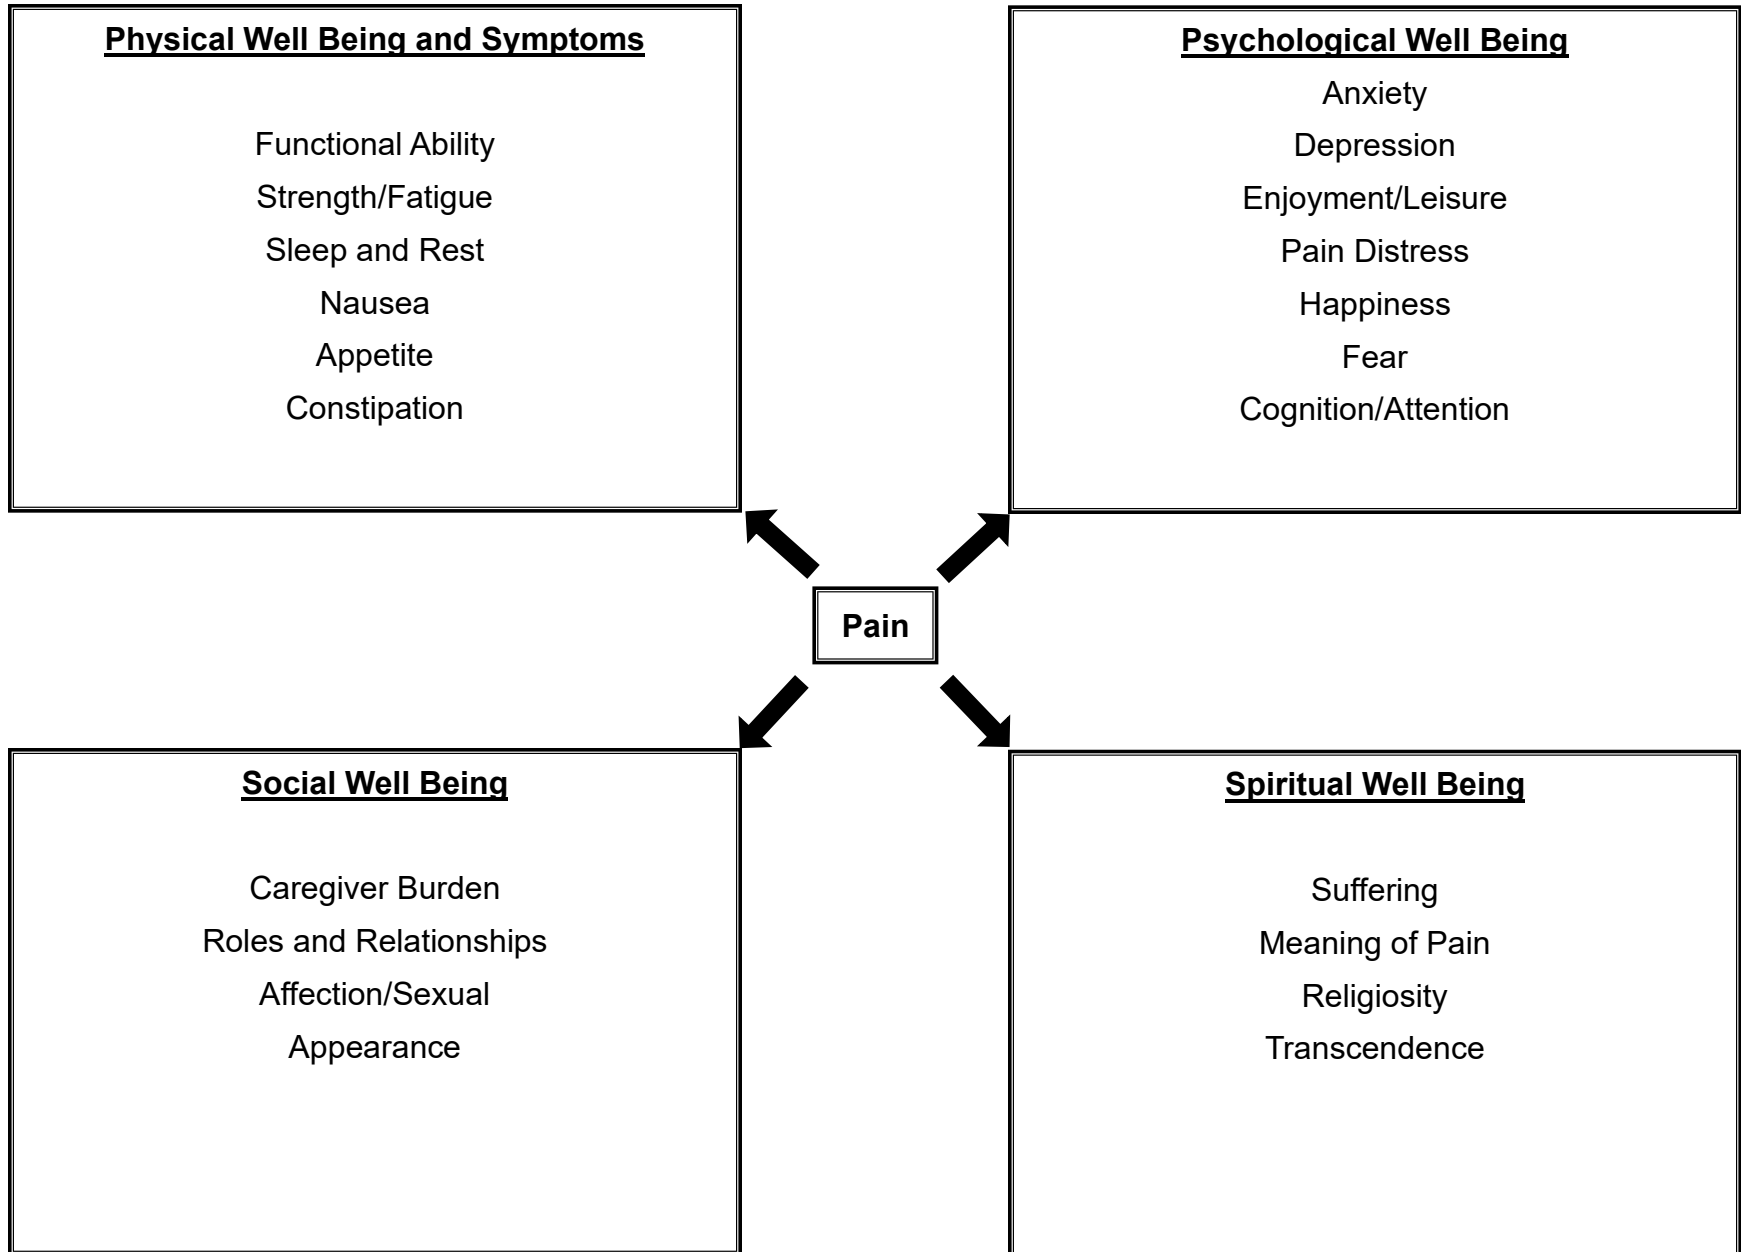 Physical Well Being and Symptoms
Functional Ability
Strength/Fatigue
Sleep and Rest
Nausea
Appetite
Constipation
Psychological Well Being
Anxiety
Depression
Enjoyment/Leisure
Pain Distress
Happiness
Fear
Cognition/Attention
Pain
Social Well Being
Caregiver Burden
Roles and Relationships
Affection/Sexual
Appearance
Spiritual Well Being
Suffering
Meaning of Pain
Religiosity
Transcendence